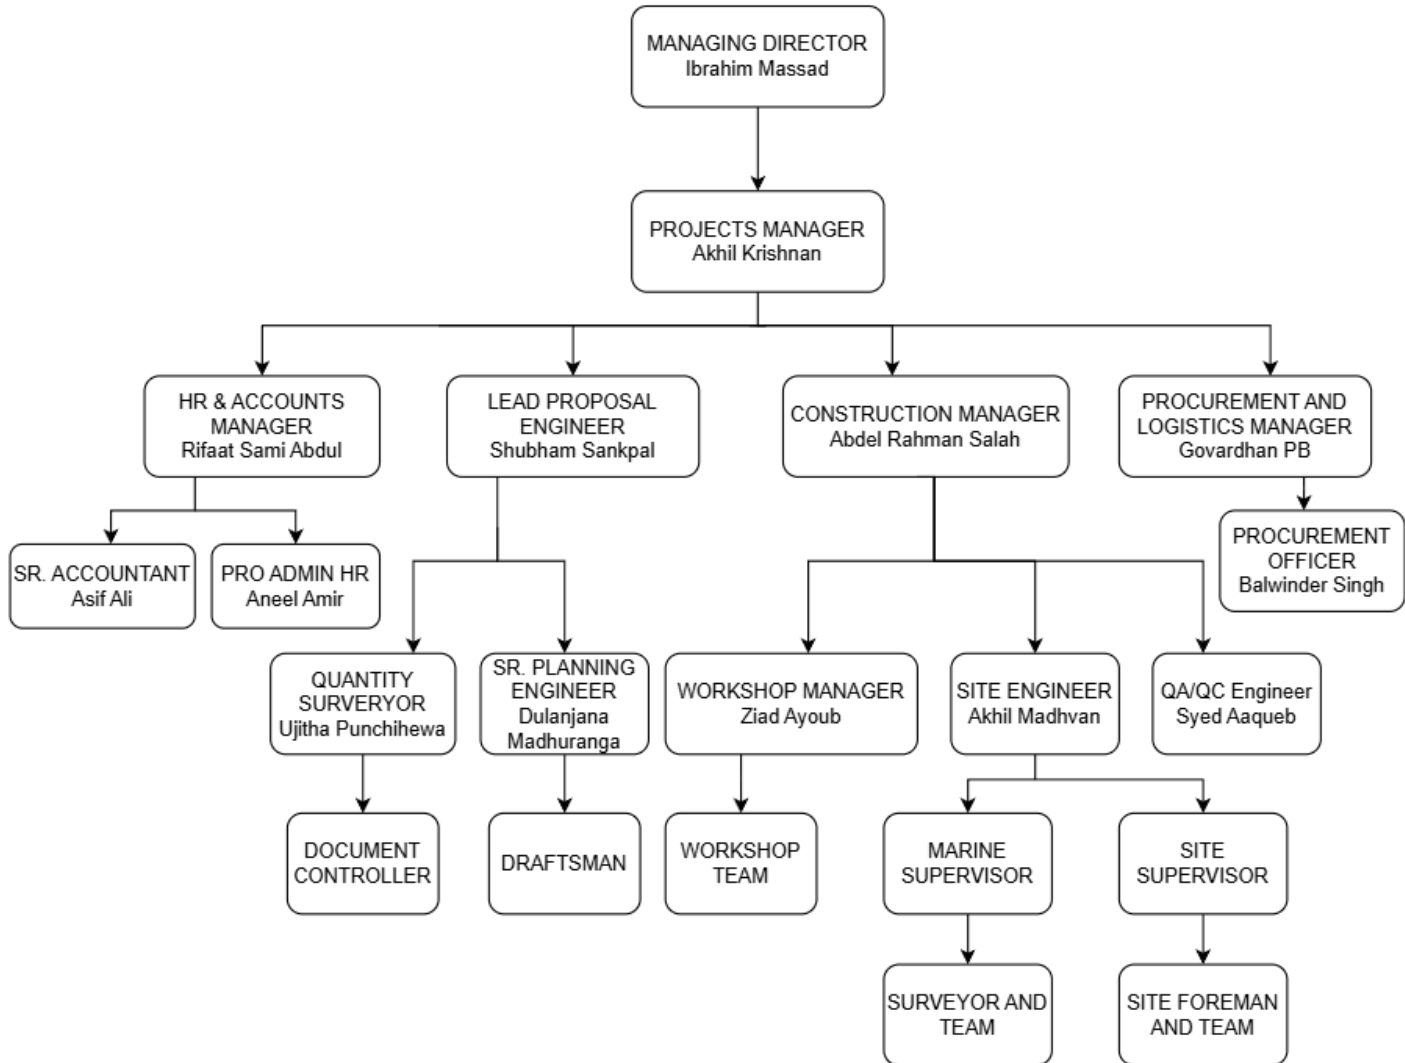 MANAGING DIRECTOR
Ibrahim Massad
PROJECTS MANAGER
Akhil Krishnan
HR & ACCOUNTS
MANAGER
Rifaat Sami Abdul
LEAD PROPOSAL
ENGINEER
Shubham Sankpal
CONSTRUCTION MANAGER
Abdel Rahman Salah
PROCUREMENT AND
LOGISTICS MANAGER
Govardhan PB
SR. ACCOUNTANT
Asif Ali
PRO ADMIN HR
Aneel Amir
PROCUREMENT
OFFICER
Balwinder Singh
QUANTITY
SURVERYOR
Ujitha Punchihewa
SR. PLANNING
ENGINEER
Dulanjana
Madhuranga
WORKSHOP MANAGER
Ziad Ayoub
SITE ENGINEER
Akhil Madhvan
QA/QC Engineer
Syed Aaqueb
DOCUMENT
CONTROLLER
DRAFTSMAN
WORKSHOP
TEAM
MARINE
SUPERVISOR
SITE
SUPERVISOR
SURVEYOR AND
TEAM
SITE FOREMAN
AND TEAM